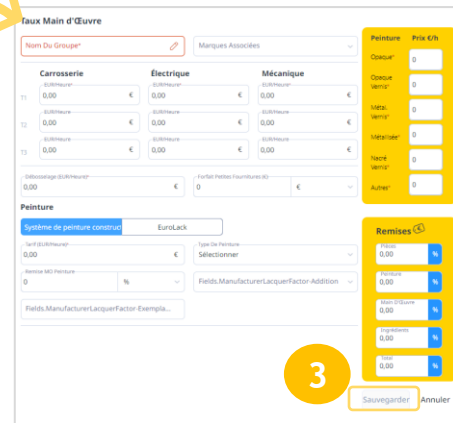 Taux Main d'Œuvre
Nom Du Groupe*
Marques Associées
Carrosserie Électrique Mécanique
EUR/Heure* EUR/Heure* EUR/Heure*
T1 0,00 € 0,00 € 0,00 €
EUR/Heure EUR/Heure EUR/Heure
T2 0,00 € 0,00 € 0,00 €
EUR/Heure EUR/Heure EUR/Heure
T3 0,00 € 0,00 € 0,00 €
Débosselage (EUR/Heure)*
0,00 €
Forfait Petites Fournitures
0 €
Peinture
Système de peinture construct EuroLack
Tarif (EUR/Heure)*
0,00 €
Type De Peinture
Sélectionner
Remise MO Peinture
0 %
Fields.ManufacturerLacquerFactor-Addition
Fields.ManufacturerLacquerFactor-Exempla...
Peinture Prix €/h
Opaque* 0
Opaque
Vernis* 0
Métal.
Vernis* 0
Métallisée* 0
Nacré
Vernis* 0
Autres* 0
Remises €
Pièces
0,00 %
Peinture
0,00 %
Main D'Œuvre
0,00 %
Ingrédients
0,00 %
Total
0,00 %
3
Sauvegarder Annuler